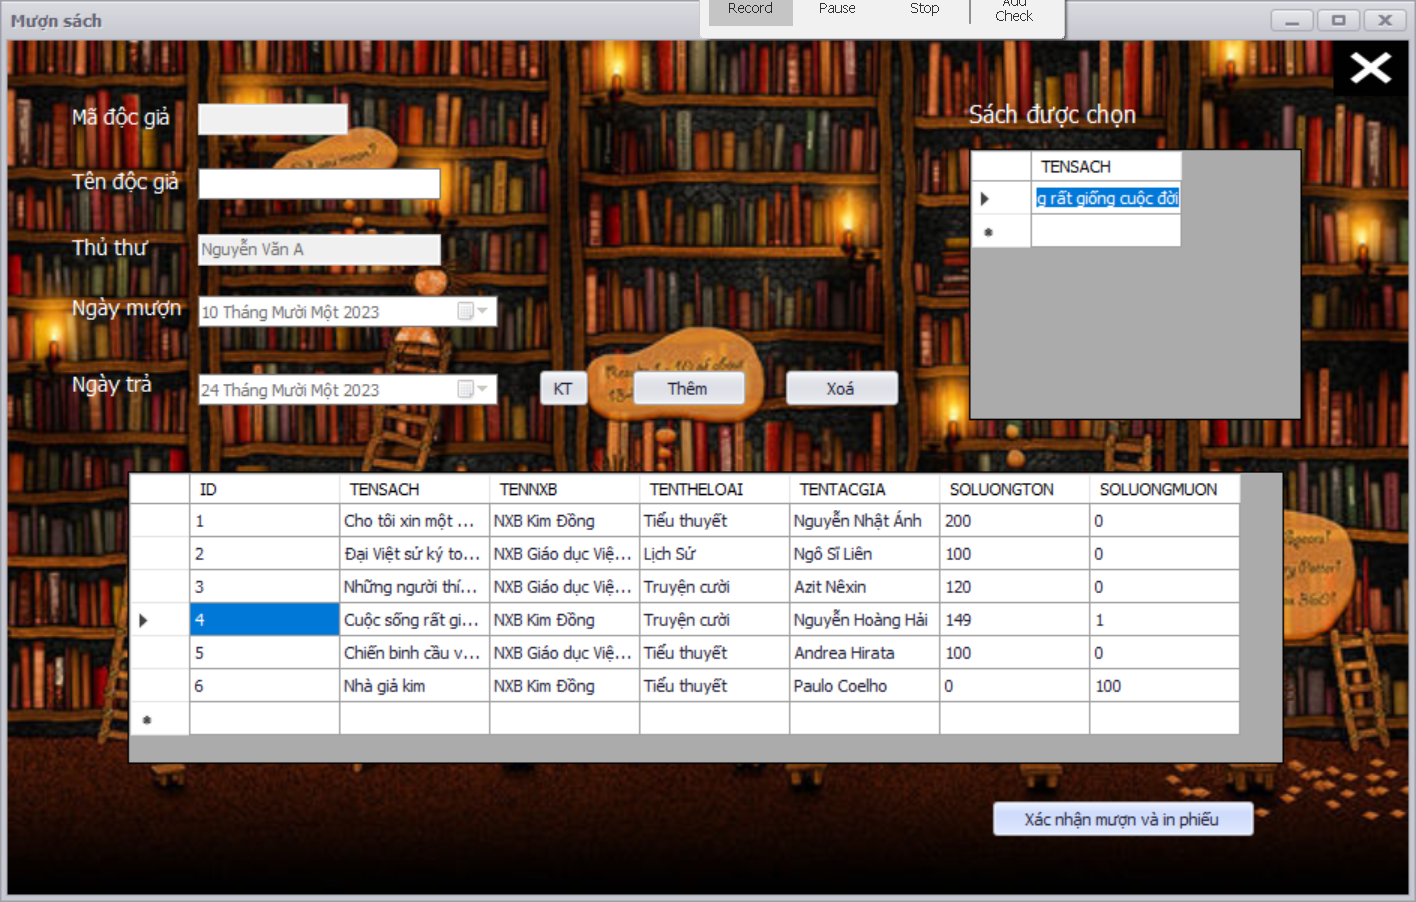 Mượn sách
Record Pause Stop Add Check
Mã độc giả
Sách được chọn
TENSACH
Tên độc giả
g rất giống cuộc đời
Thủ thư Nguyễn Văn A
Ngày mượn 10 Tháng Mười Một 2023
Ngày trả 24 Tháng Mười Một 2023
KT Thêm Xoá
ID TENSACH TENNXB TENTHELOAI TENTACGIA SOLUONGTON SOLUONGMUON
1 Cho tôi xin một ... NXB Kim Đồng Tiểu thuyết Nguyễn Nhật Ánh 200 0
2 Đại Việt sử ký to... NXB Giáo dục Việ... Lịch Sử Ngô Sĩ Liên 100 0
3 Những người thí... NXB Giáo dục Việ... Truyện cười Azit Nêxin 120 0
4 Cuộc sống rất gi... NXB Kim Đồng Truyện cười Nguyễn Hoàng Hải 149 1
5 Chiến binh cầu v... NXB Giáo dục Việ... Tiểu thuyết Andrea Hirata 100 0
6 Nhà giả kim NXB Kim Đồng Tiểu thuyết Paulo Coelho 0 100
Xác nhận mượn và in phiếu